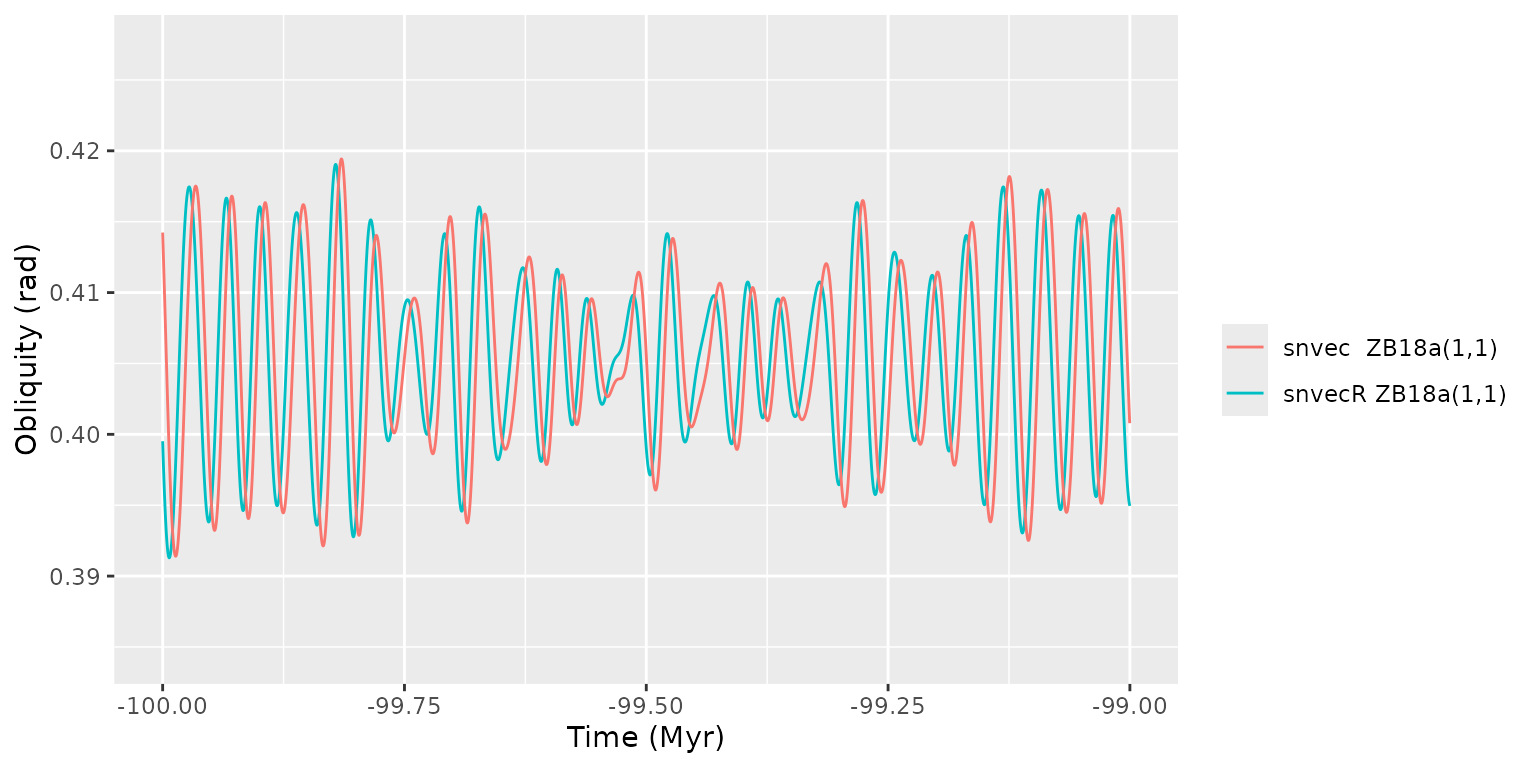 Obliquity (rad)
0.42
0.41
0.40
0.39
-100.00
-99.75
-99.50
-99.25
-99.00
Time (Myr)
snvec  ZB18a(1,1)
snvecR ZB18a(1,1)